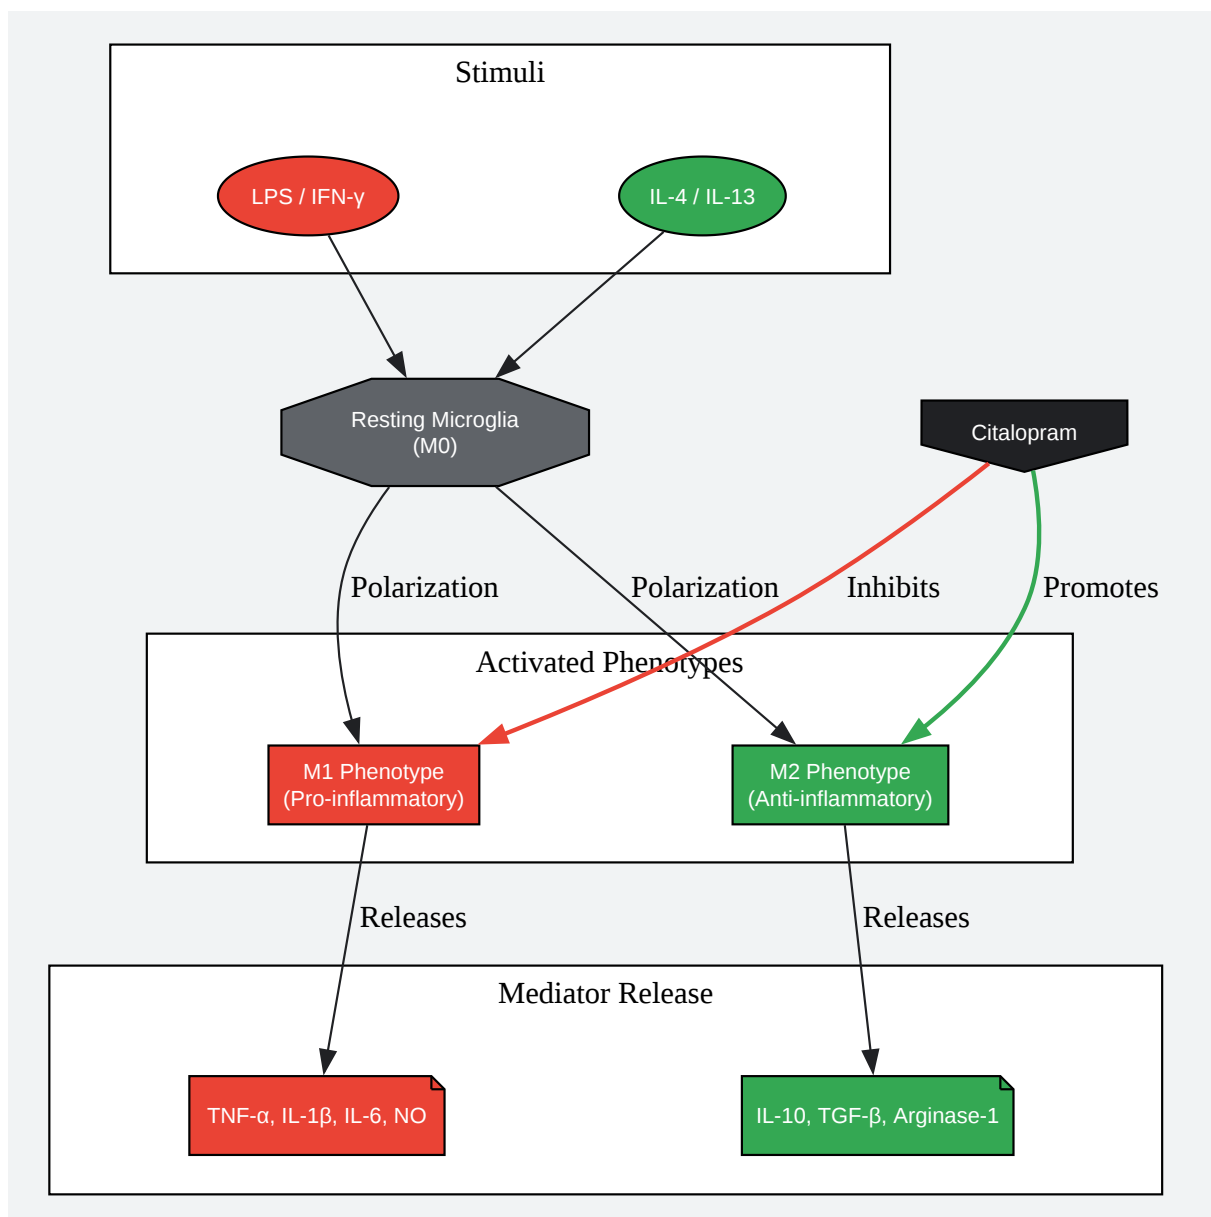 Stimuli
LPS / IFN-γ
IL-4 / IL-13
Resting Microglia
(M0)
Citalopram
Polarization
Polarization
Inhibits
Promotes
Activated Phenotypes
M1 Phenotype
(Pro-inflammatory)
M2 Phenotype
(Anti-inflammatory)
Releases
Releases
Mediator Release
TNF-α, IL-1β, IL-6, NO
IL-10, TGF-β, Arginase-1